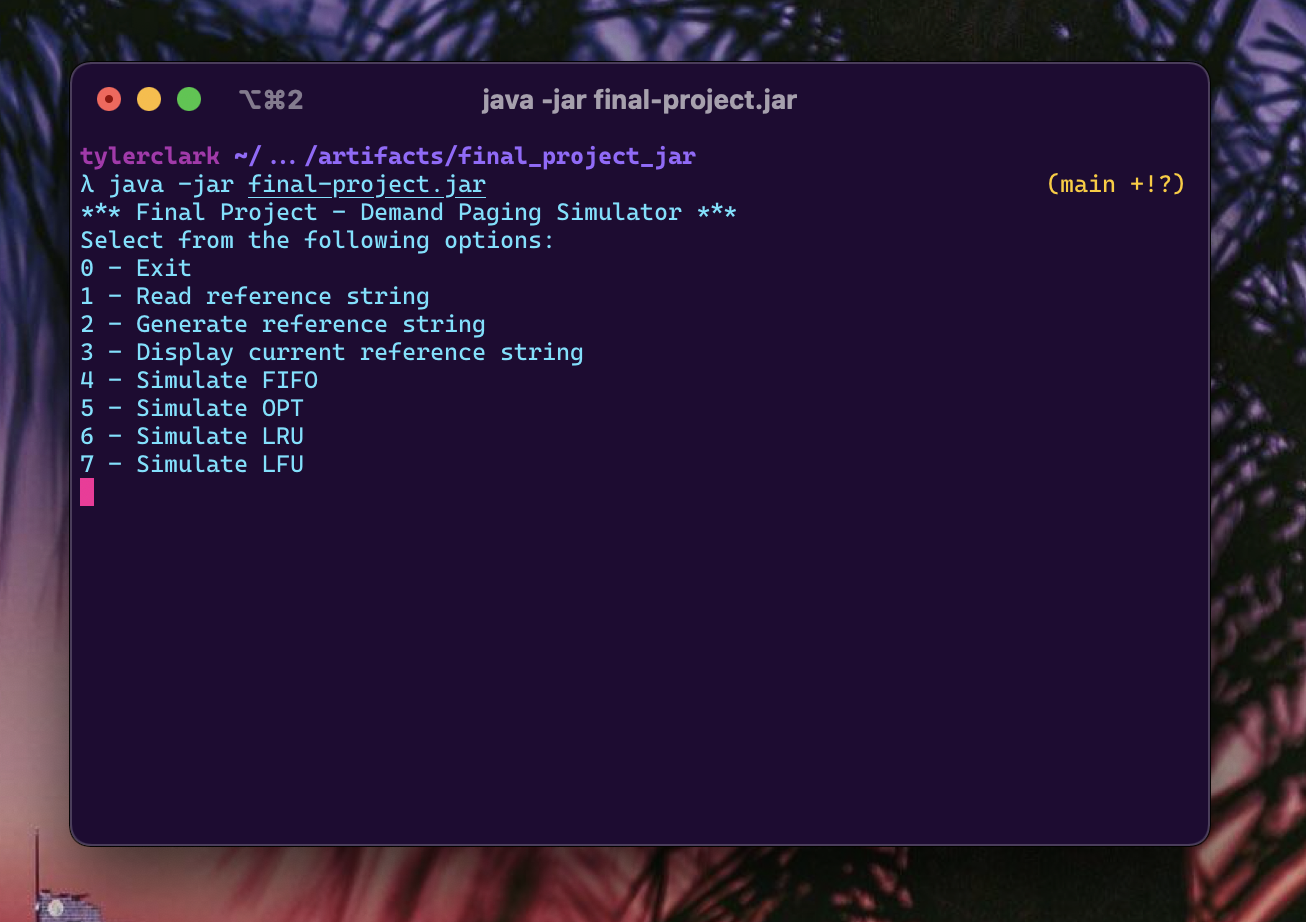 ⌥⌘2 java -jar final-project.jar
tylerclark ~/…/artifacts/final_project_jar
λ java -jar final-project.jar (main +!?)
*** Final Project - Demand Paging Simulator ***
Select from the following options:
0 - Exit
1 - Read reference string
2 - Generate reference string
3 - Display current reference string
4 - Simulate FIFO
5 - Simulate OPT
6 - Simulate LRU
7 - Simulate LFU